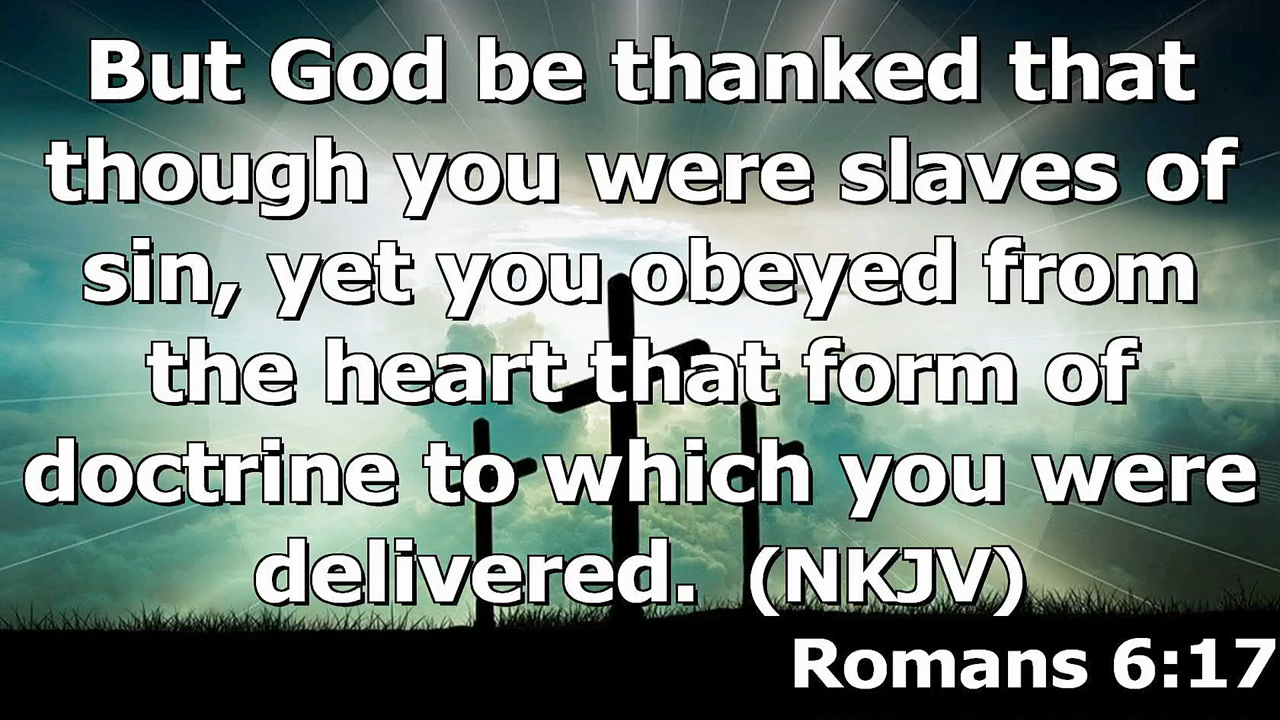 But God be thanked that
though you were slaves of
sin, yet you obeyed from
the heart that form of
doctrine to which you were
delivered. (NKJV)
Romans 6:17